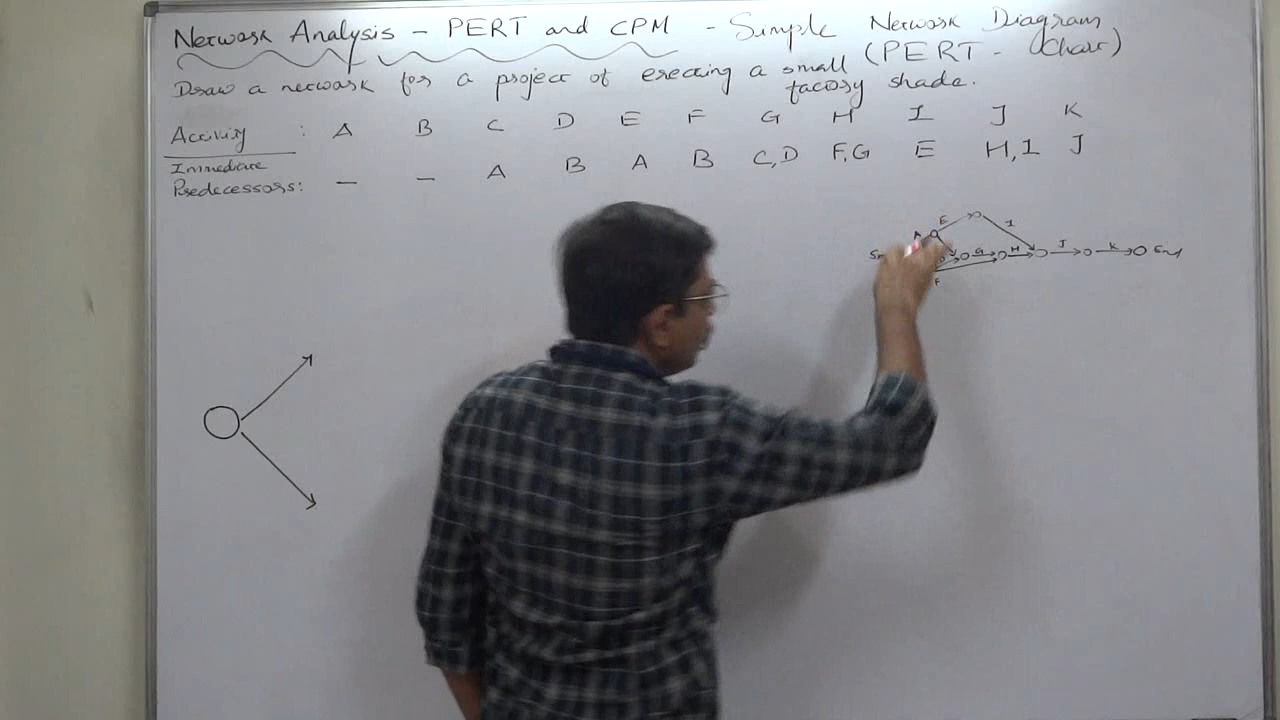 Network Analysis - PERT and CPM - Simple Network Diagram
(PERT - Chart)
Draw a network for a project of erecting a small factory shade.
Activity : A B C D E F G H I J K
Immediate
Predecessors: - - A B A B C,D F,G E H,I J
E
I
A
D G H J K End
F